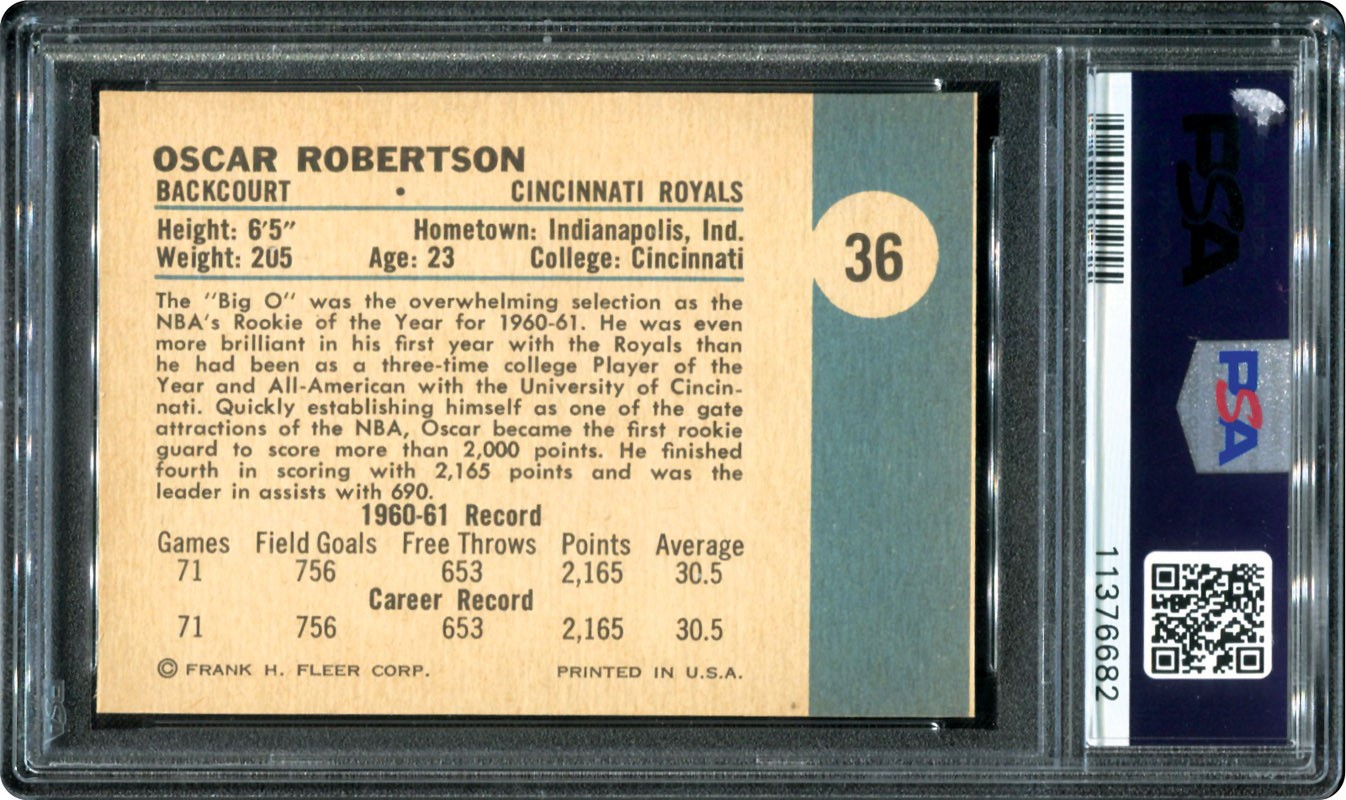 OSCAR ROBERTSON
BACKCOURT • CINCINNATI ROYALS
Height: 6'5" Hometown: Indianapolis, Ind.
Weight: 205 Age: 23 College: Cincinnati
36
The "Big O" was the overwhelming selection as the
NBA's Rookie of the Year for 1960-61. He was even
more brilliant in his first year with the Royals than
he had been as a three-time college Player of the
Year and All-American with the University of Cincin-
nati. Quickly establishing himself as one of the gate
attractions of the NBA, Oscar became the first rookie
guard to score more than 2,000 points. He finished
fourth in scoring with 2,165 points and was the
leader in assists with 690.
1960-61 Record
Games Field Goals Free Throws Points Average
71 756 653 2,165 30.5
Career Record
71 756 653 2,165 30.5
© FRANK H. FLEER CORP. PRINTED IN U.S.A.
PSA
PSA
11376682